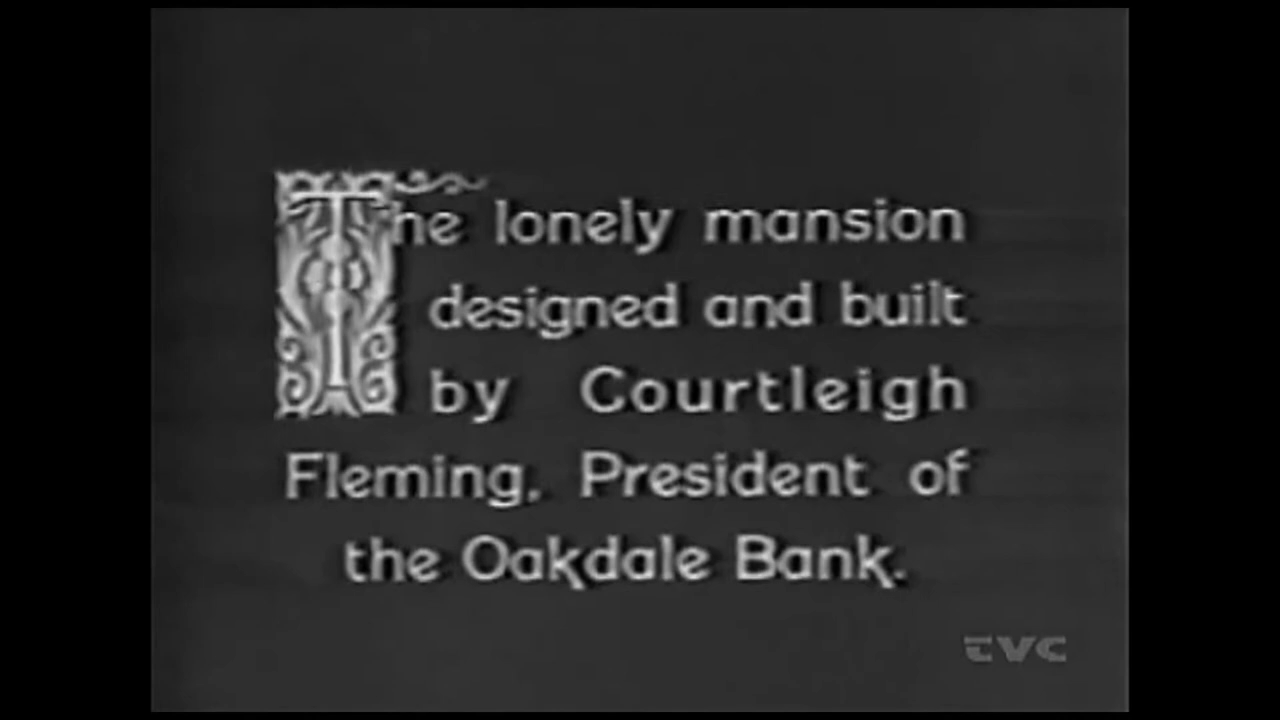 The lonely mansion
designed and built
by Courtleigh
Fleming, President of
the Oakdale Bank.
TVC